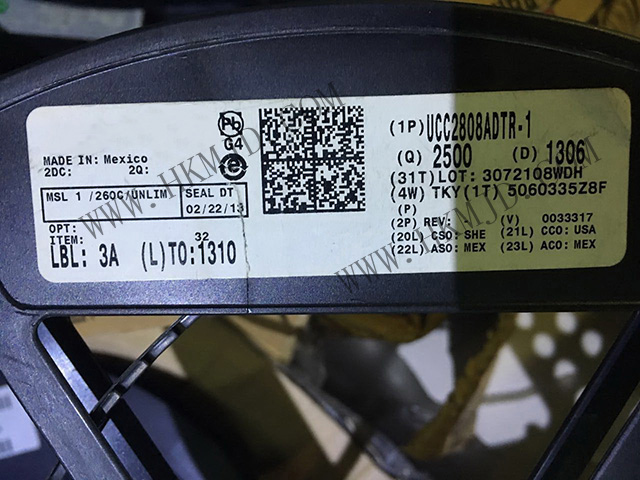 Pb
G4
e
MADE IN: Mexico
2DC: 2Q:
MSL 1 /260C/UNLIM
SEAL DT
02/22/13
OPT:
ITEM: 32
LBL: 3A (L)TO:1310
(1P)UCC2808ADTR-1
(Q) 2500 (D) 1306
(31T)LOT: 3072108WDH
(4W) TKY(1T) 5060335Z8F
(P)
(2P) REV: (V) 0033317
(20L) CSO: SHE (21L) CCO: USA
(22L) ASO: MEX (23L) ACO: MEX
WWW.HKMJD.COM
WWW.HKMJD.COM